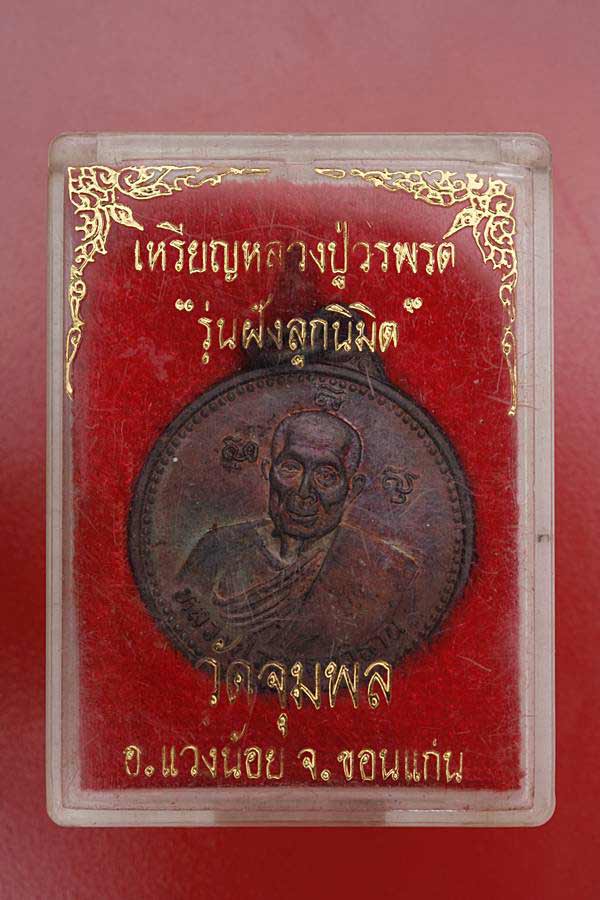 เหรียญหลวงปู่วรพรต
"รุ่นฝังลูกนิมิต"
วัดจุมพล
อ.แวงน้อย จ.ขอนแก่น